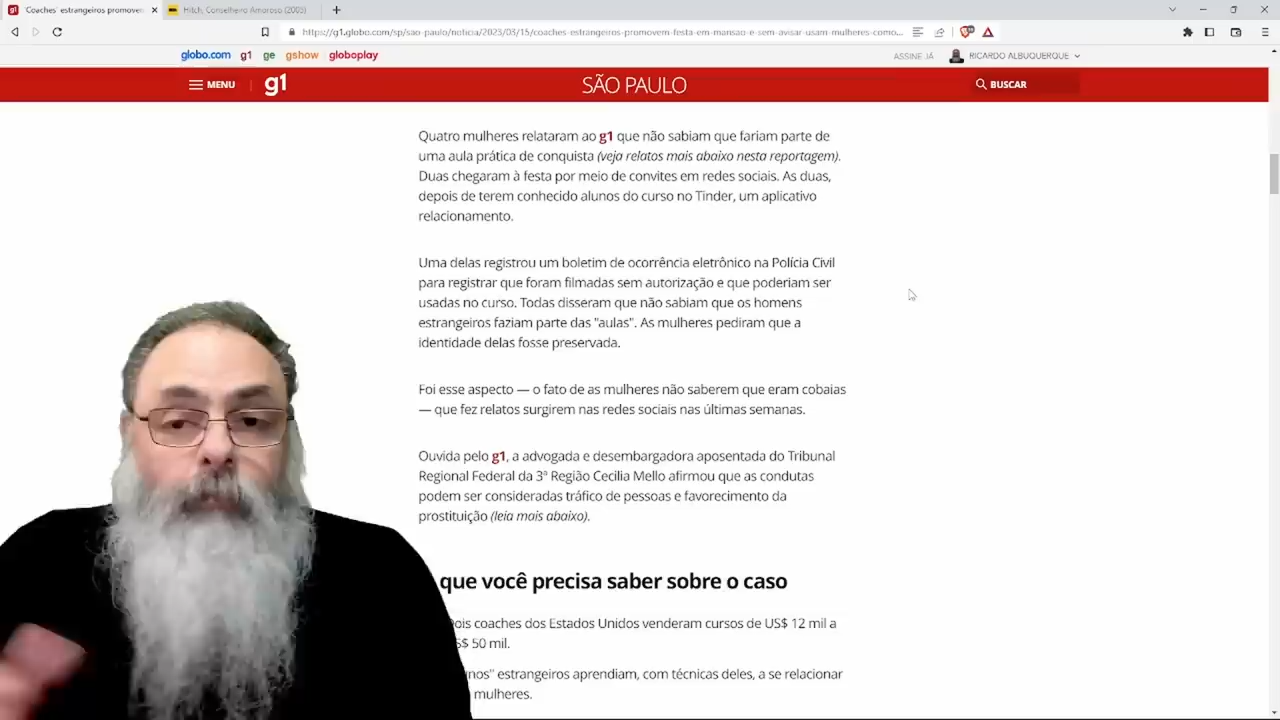 'Coaches' estrangeiros promovem
Hitch, Conselheiro Amoroso (2005)
https://g1.globo.com/sp/sao-paulo/noticia/2023/03/15/coaches-estrangeiros-promovem-festa-em-mansao-e-sem-avisar-usam-mulheres-como...
globo.com g1 ge gshow globoplay
ASSINE JÁ
RICARDO ALBUQUERQUE
MENU
g1
SÃO PAULO
BUSCAR
Quatro mulheres relataram ao g1 que não sabiam que fariam parte de
uma aula prática de conquista (veja relatos mais abaixo nesta reportagem).
Duas chegaram à festa por meio de convites em redes sociais. As duas,
depois de terem conhecido alunos do curso no Tinder, um aplicativo
relacionamento.
Uma delas registrou um boletim de ocorrência eletrônico na Polícia Civil
para registrar que foram filmadas sem autorização e que poderiam ser
usadas no curso. Todas disseram que não sabiam que os homens
estrangeiros faziam parte das "aulas". As mulheres pediram que a
identidade delas fosse preservada.
Foi esse aspecto — o fato de as mulheres não saberem que eram cobaias
— que fez relatos surgirem nas redes sociais nas últimas semanas.
Ouvida pelo g1, a advogada e desembargadora aposentada do Tribunal
Regional Federal da 3ª Região Cecilia Mello afirmou que as condutas
podem ser consideradas tráfico de pessoas e favorecimento da
prostituição (leia mais abaixo).
que você precisa saber sobre o caso
coaches dos Estados Unidos venderam cursos de US$ 12 mil a
50 mil.
estrangeiros aprendiam, com técnicas deles, a se relacionar
mulheres.